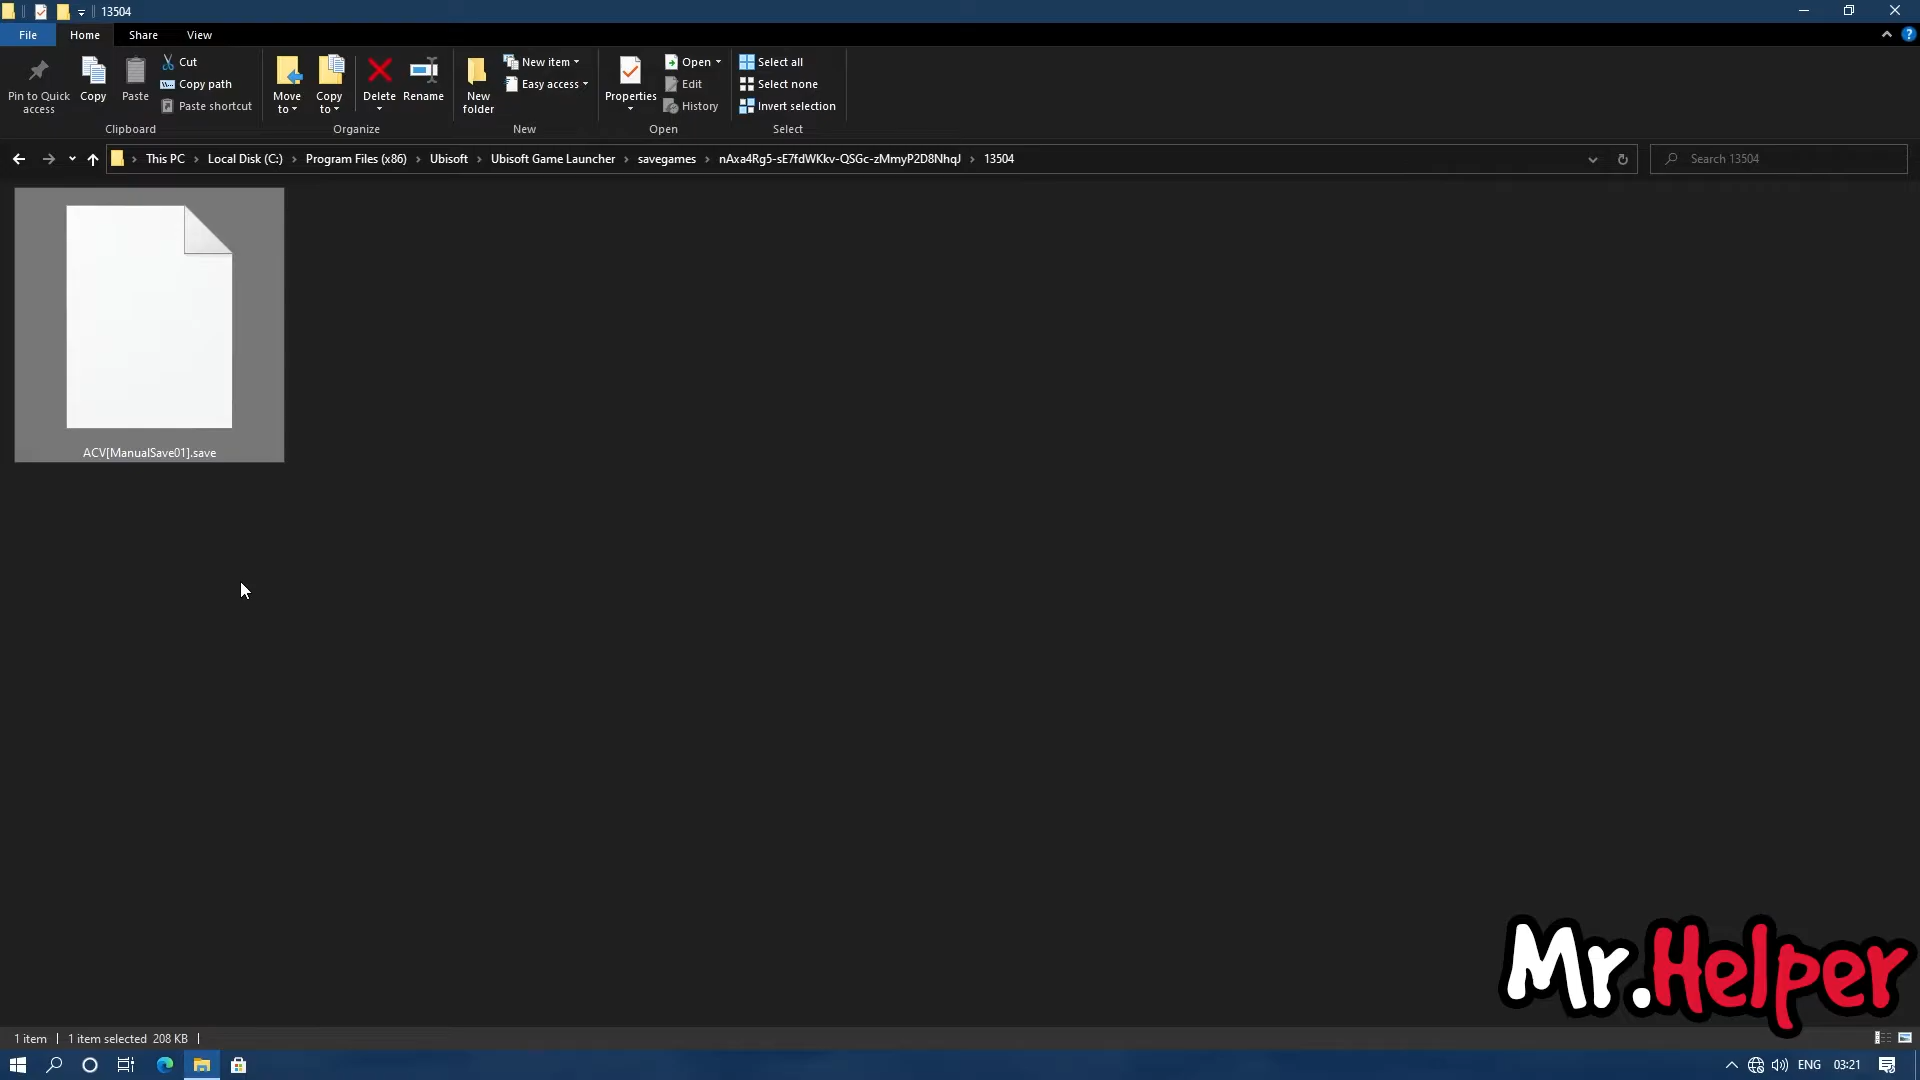 13504
File Home Share View
Pin to Quick access
Copy
Paste
Cut
Copy path
Paste shortcut
Clipboard
Move to
Copy to
Delete
Rename
Organize
New folder
New item
Easy access
New
Properties
Open
Edit
History
Open
Select all
Select none
Invert selection
Select
This PC > Local Disk (C:) > Program Files (x86) > Ubisoft > Ubisoft Game Launcher > savegames > nAxa4Rg5-sE7fdWKkv-QSGc-zMmyP2D8NhqJ > 13504
Search 13504
ACV[ManualSave01].save
Mr.Helper
1 item 1 item selected 208 KB
ENG 03:21